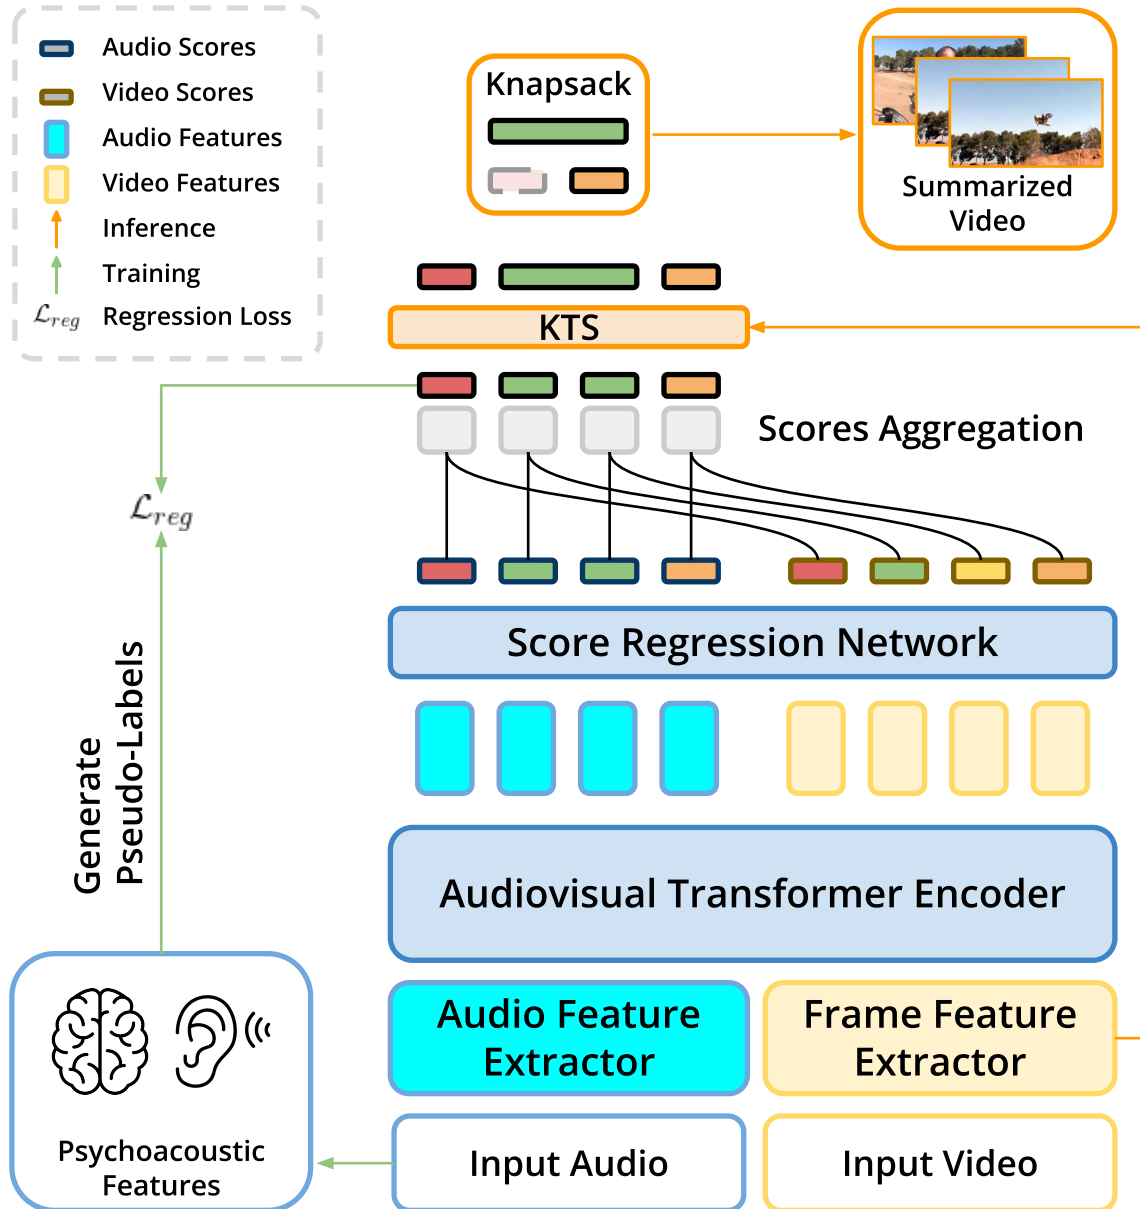 Audio Scores
Video Scores
Audio Features
Video Features
Inference
Training
ℒreg Regression Loss
Knapsack
Summarized
Video
KTS
Scores Aggregation
ℒreg
Score Regression Network
Generate
Pseudo-Labels
Audiovisual Transformer Encoder
Audio Feature
Extractor
Frame Feature
Extractor
Psychoacoustic
Features
Input Audio
Input Video